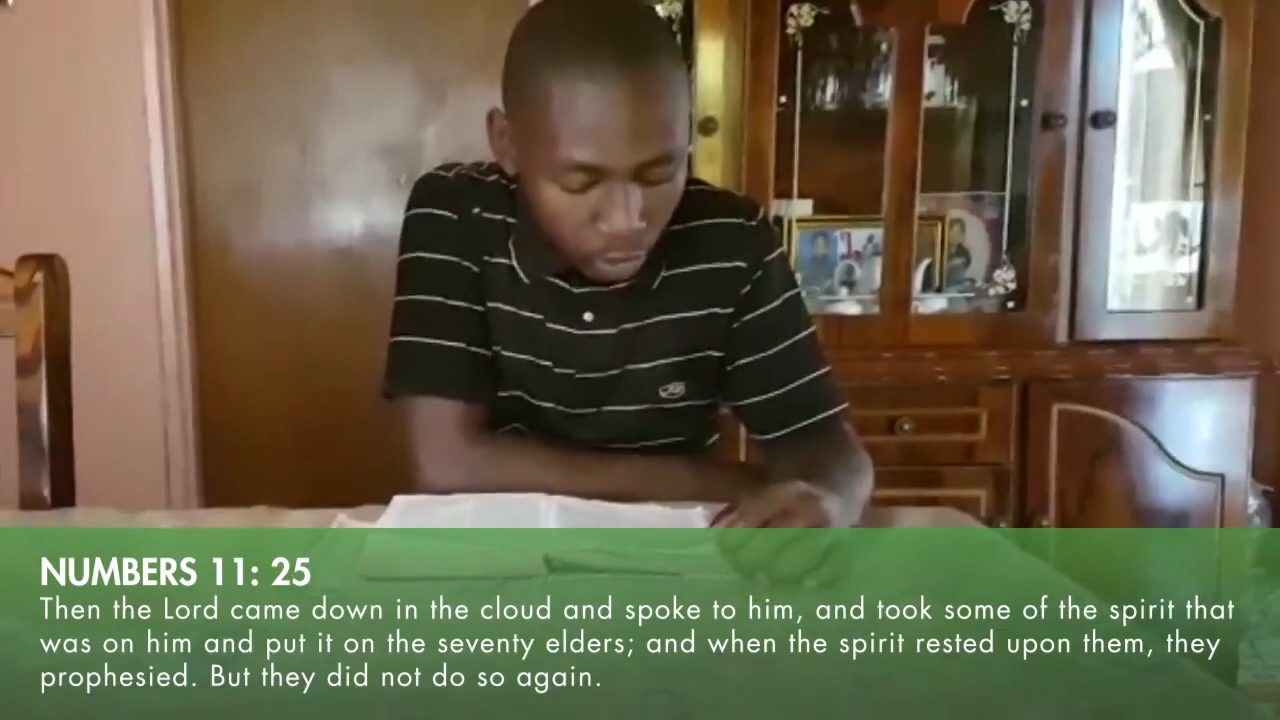 NUMBERS 11: 25
Then the Lord came down in the cloud and spoke to him, and took some of the spirit that
was on him and put it on the seventy elders; and when the spirit rested upon them, they
prophesied. But they did not do so again.